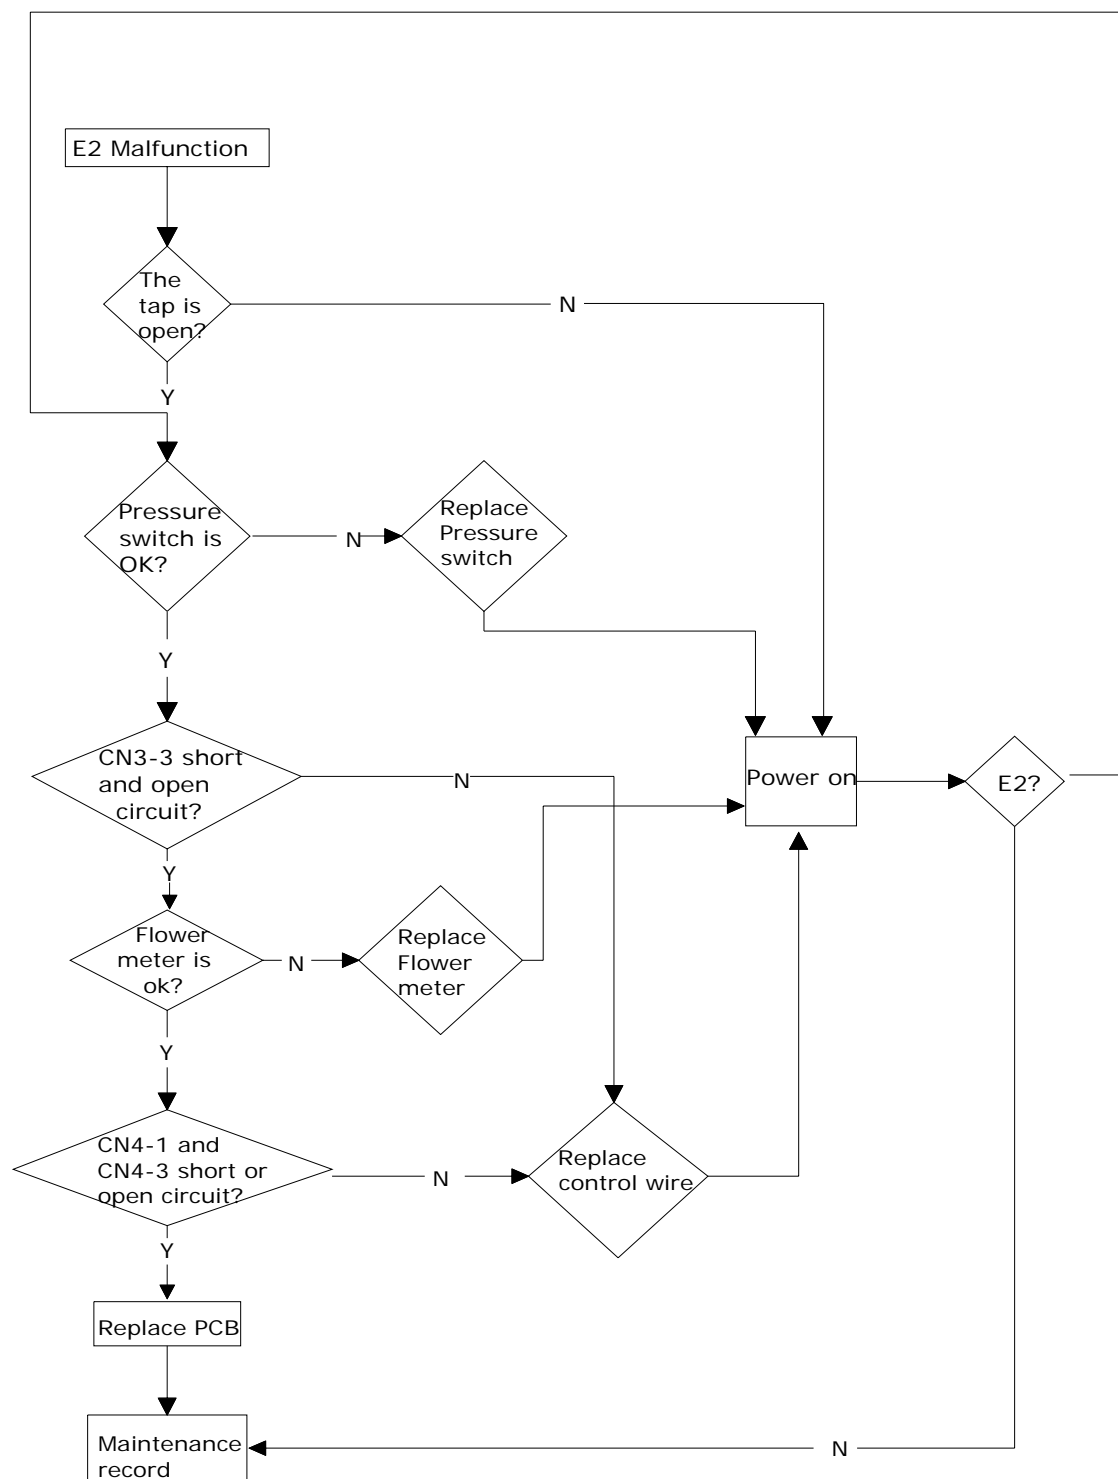 E2 Malfunction
The
tap is
open?
N
Y
Pressure
switch is
OK?
N
Replace
Pressure
switch
Y
CN3-3 short
and open
circuit?
N
Power on
E2?
Y
Flower
meter is
ok?
N
Replace
Flower
meter
Y
CN4-1 and
CN4-3 short or
open circuit?
N
Replace
control wire
Y
Replace PCB
Maintenance
record
N